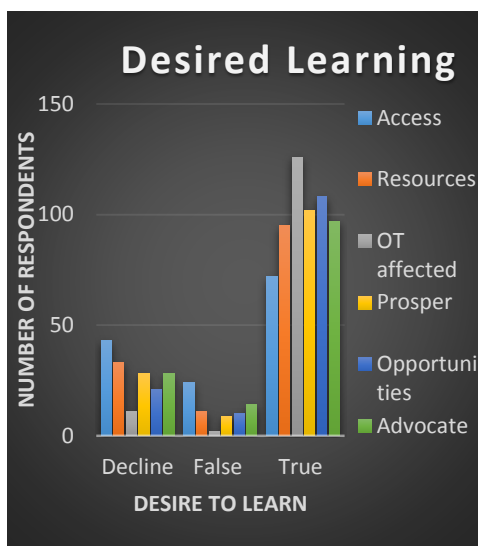 Desired Learning
NUMBER OF RESPONDENTS
150
100
50
0
Decline
False
True
DESIRE TO LEARN
Access
Resources
OT
affected
Prosper
Opportuni
ties
Advocate